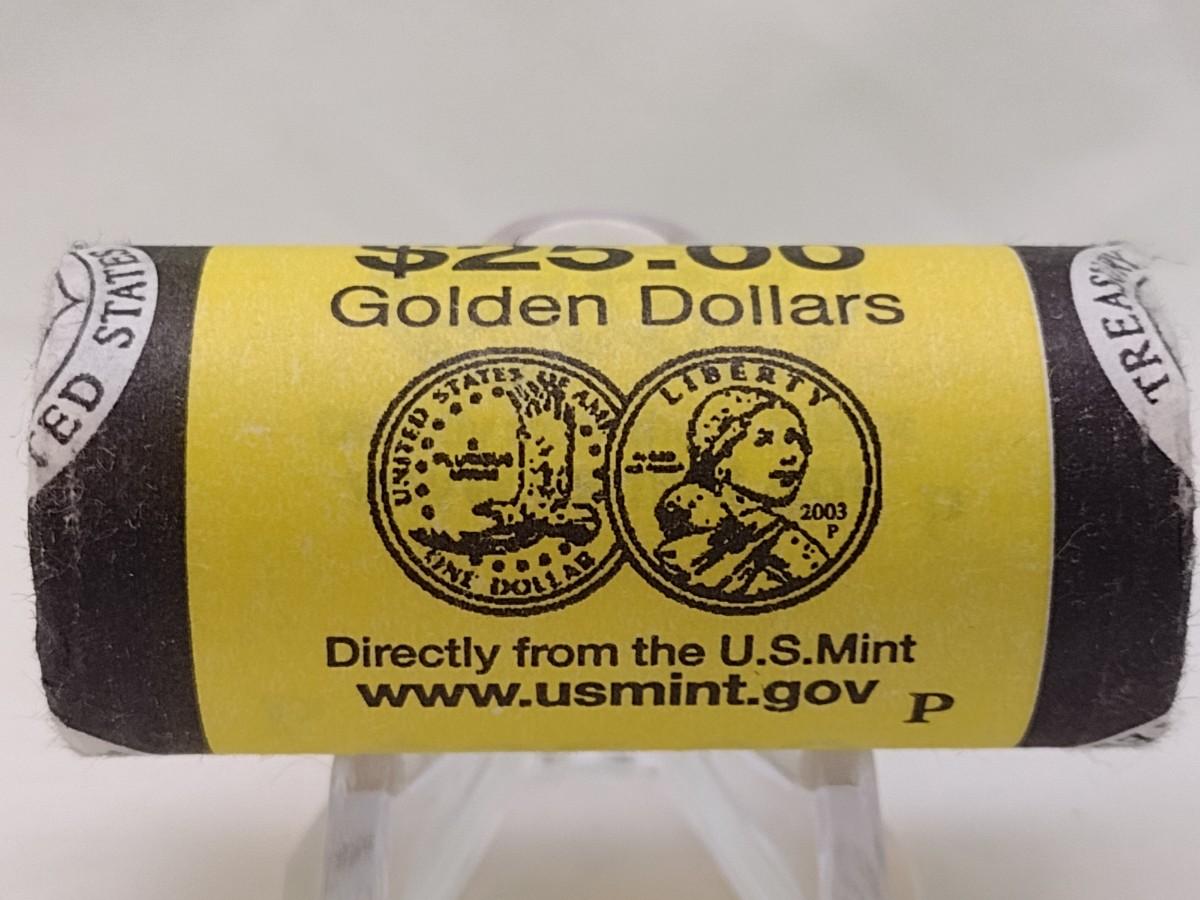 $25.00
Golden Dollars
UNITED STATES OF AM
ONE DOLLAR
LIBERTY
2003
P
Directly from the U.S.Mint
www.usmint.gov
P
ED STATES
TREAS